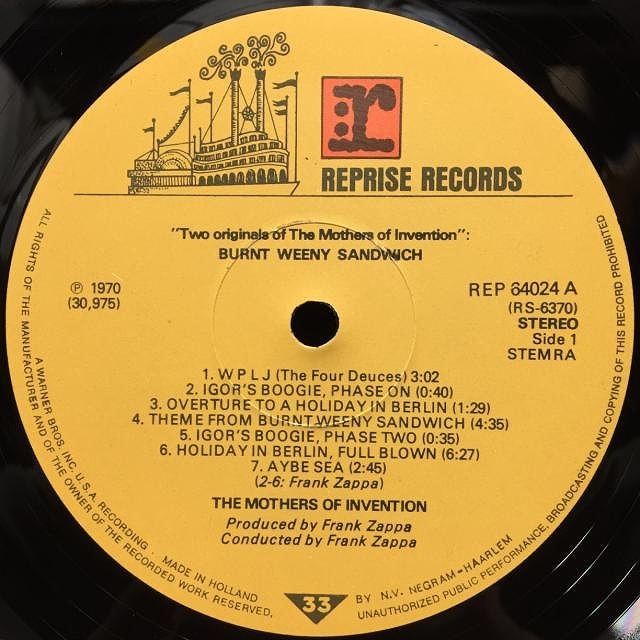 r:
REPRISE RECORDS
"Two originals of The Mothers of Invention":
BURNT WEENY SANDWICH
℗ 1970
(30,975)
REP 64024 A
(RS-6370)
STEREO
Side 1
STEMRA
1. W P L J (The Four Deuces) 3:02
2. IGOR'S BOOGIE, PHASE ON (0:40)
3. OVERTURE TO A HOLIDAY IN BERLIN (1:29)
4. THEME FROM BURNT WEENY SANDWICH (4:35)
5. IGOR'S BOOGIE, PHASE TWO (0:35)
6. HOLIDAY IN BERLIN, FULL BLOWN (6:27)
7. AYBE SEA (2:45)
(2-6: Frank Zappa)
THE MOTHERS OF INVENTION
Produced by Frank Zappa
Conducted by Frank Zappa
33
ALL RIGHTS OF THE MANUFACTURER AND OF THE OWNER OF THE RECORDED WORK RESERVED.
A WARNER BROS. INC. U.S.A. RECORDING: MADE IN HOLLAND
BY N.V. NEGRAM-HAARLEM
UNAUTHORIZED PUBLIC PERFORMANCE, BROADCASTING AND COPYING OF THIS RECORD PROHIBITED